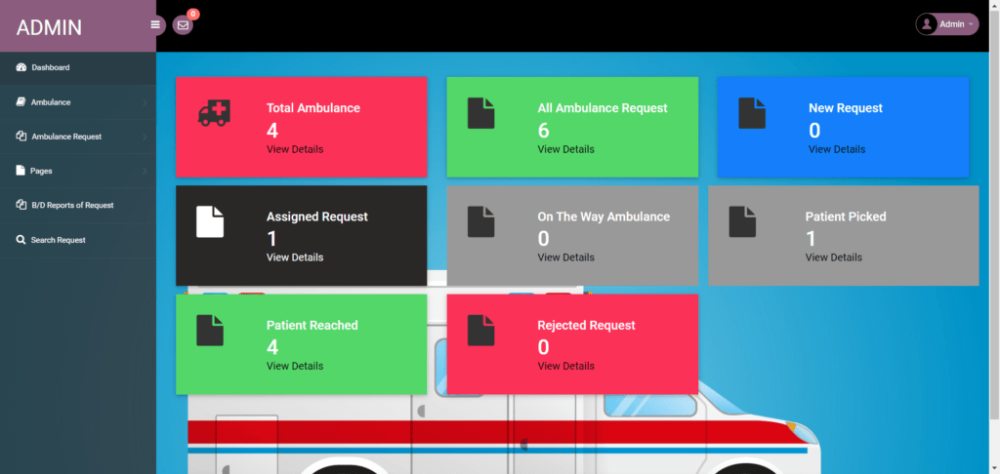 ADMIN
0
Admin
Dashboard
Ambulance
Ambulance Request
Pages
B/D Reports of Request
Search Request
Total Ambulance
4
View Details
All Ambulance Request
6
View Details
New Request
0
View Details
Assigned Request
1
View Details
On The Way Ambulance
0
View Details
Patient Picked
1
View Details
Patient Reached
4
View Details
Rejected Request
0
View Details